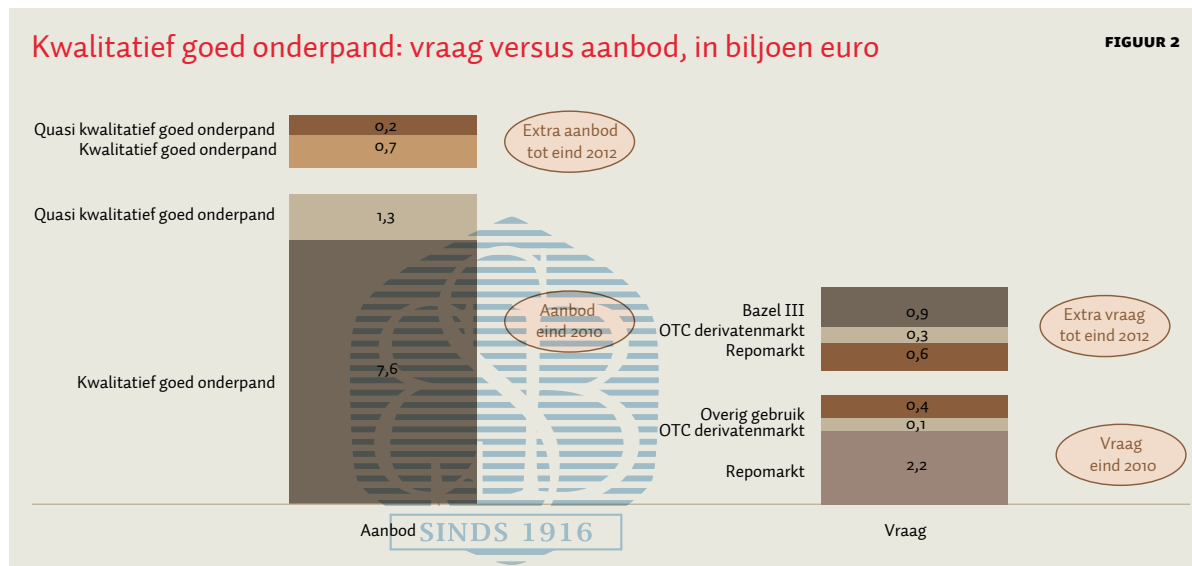 Kwalitatief goed onderpand: vraag versus aanbod, in biljoen euro
FIGUUR 2
Quasi kwalitatief goed onderpand
0,2
Kwalitatief goed onderpand
0,7
Extra aanbod
tot eind 2012
Quasi kwalitatief goed onderpand
1,3
Aanbod
eind 2010
Kwalitatief goed onderpand
7,6
Bazel III
0,9
OTC derivatenmarkt
0,3
Repomarkt
0,6
Extra vraag
tot eind 2012
Overig gebruik
0,4
OTC derivatenmarkt
0,1
Repomarkt
2,2
Vraag
eind 2010
Aanbod
Vraag
SINDS 1916